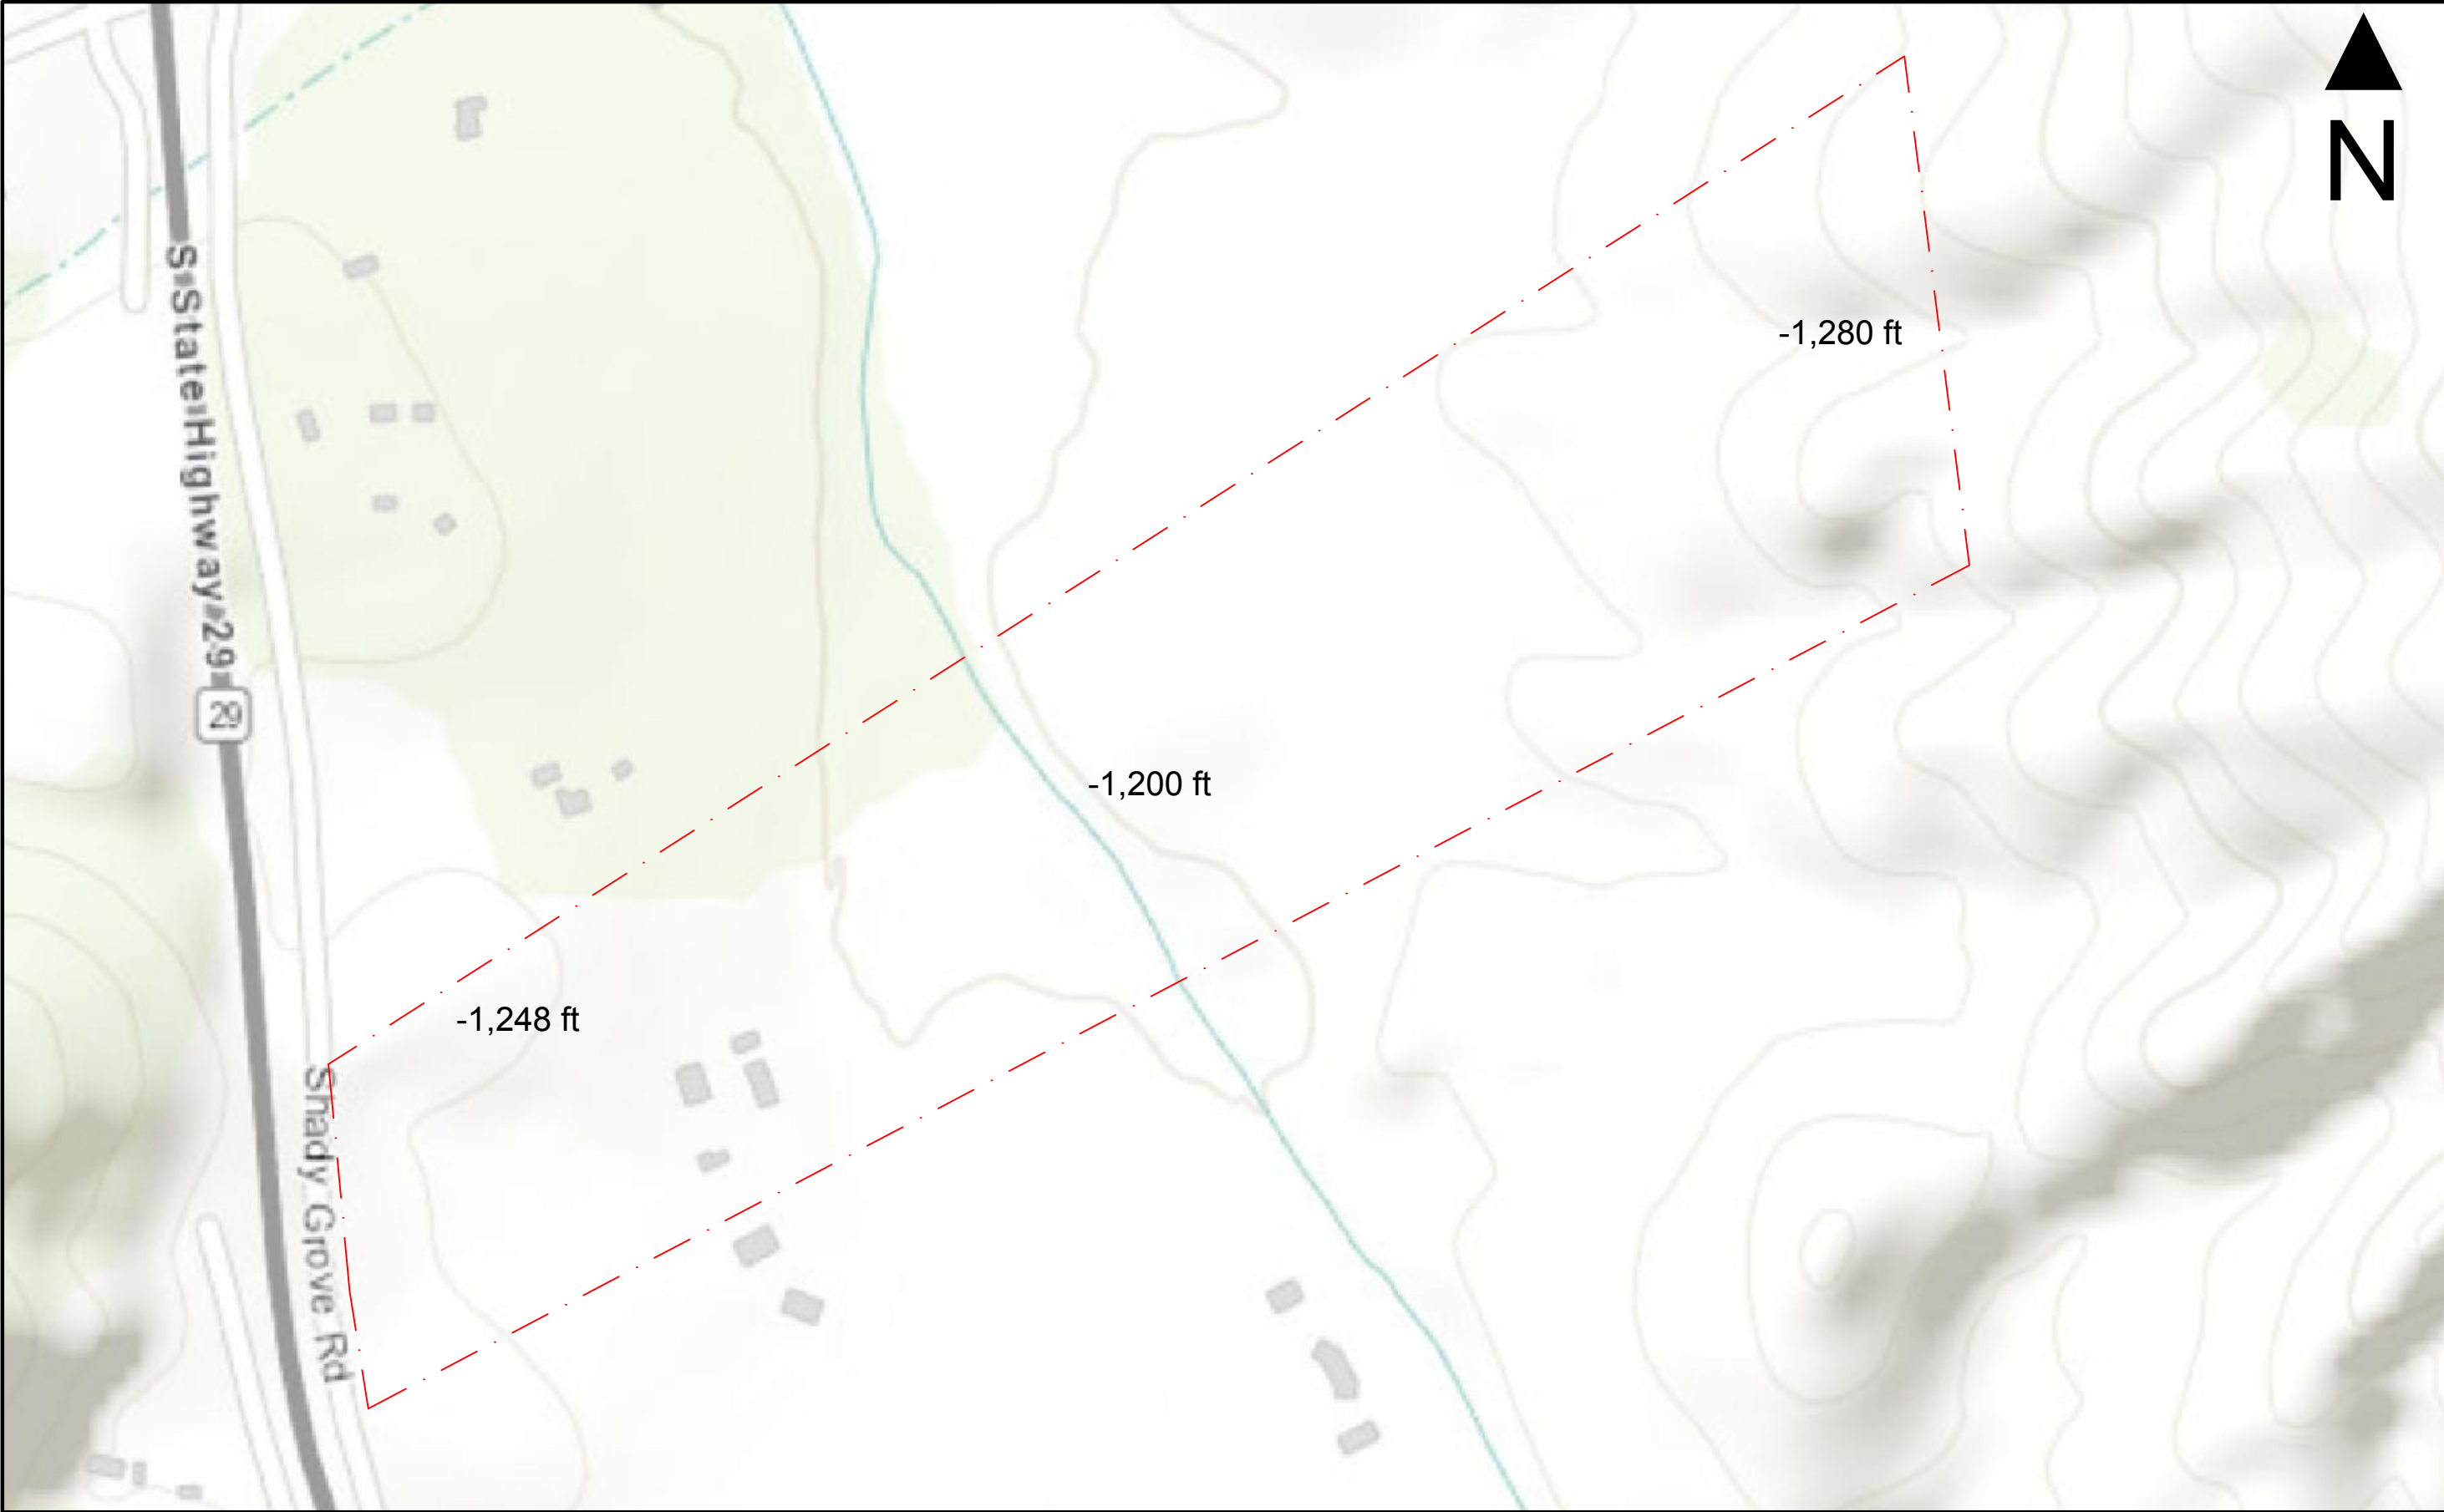 N
S State Highway 29
29
-1,280 ft
-1,200 ft
-1,248 ft
Shady Grove Rd